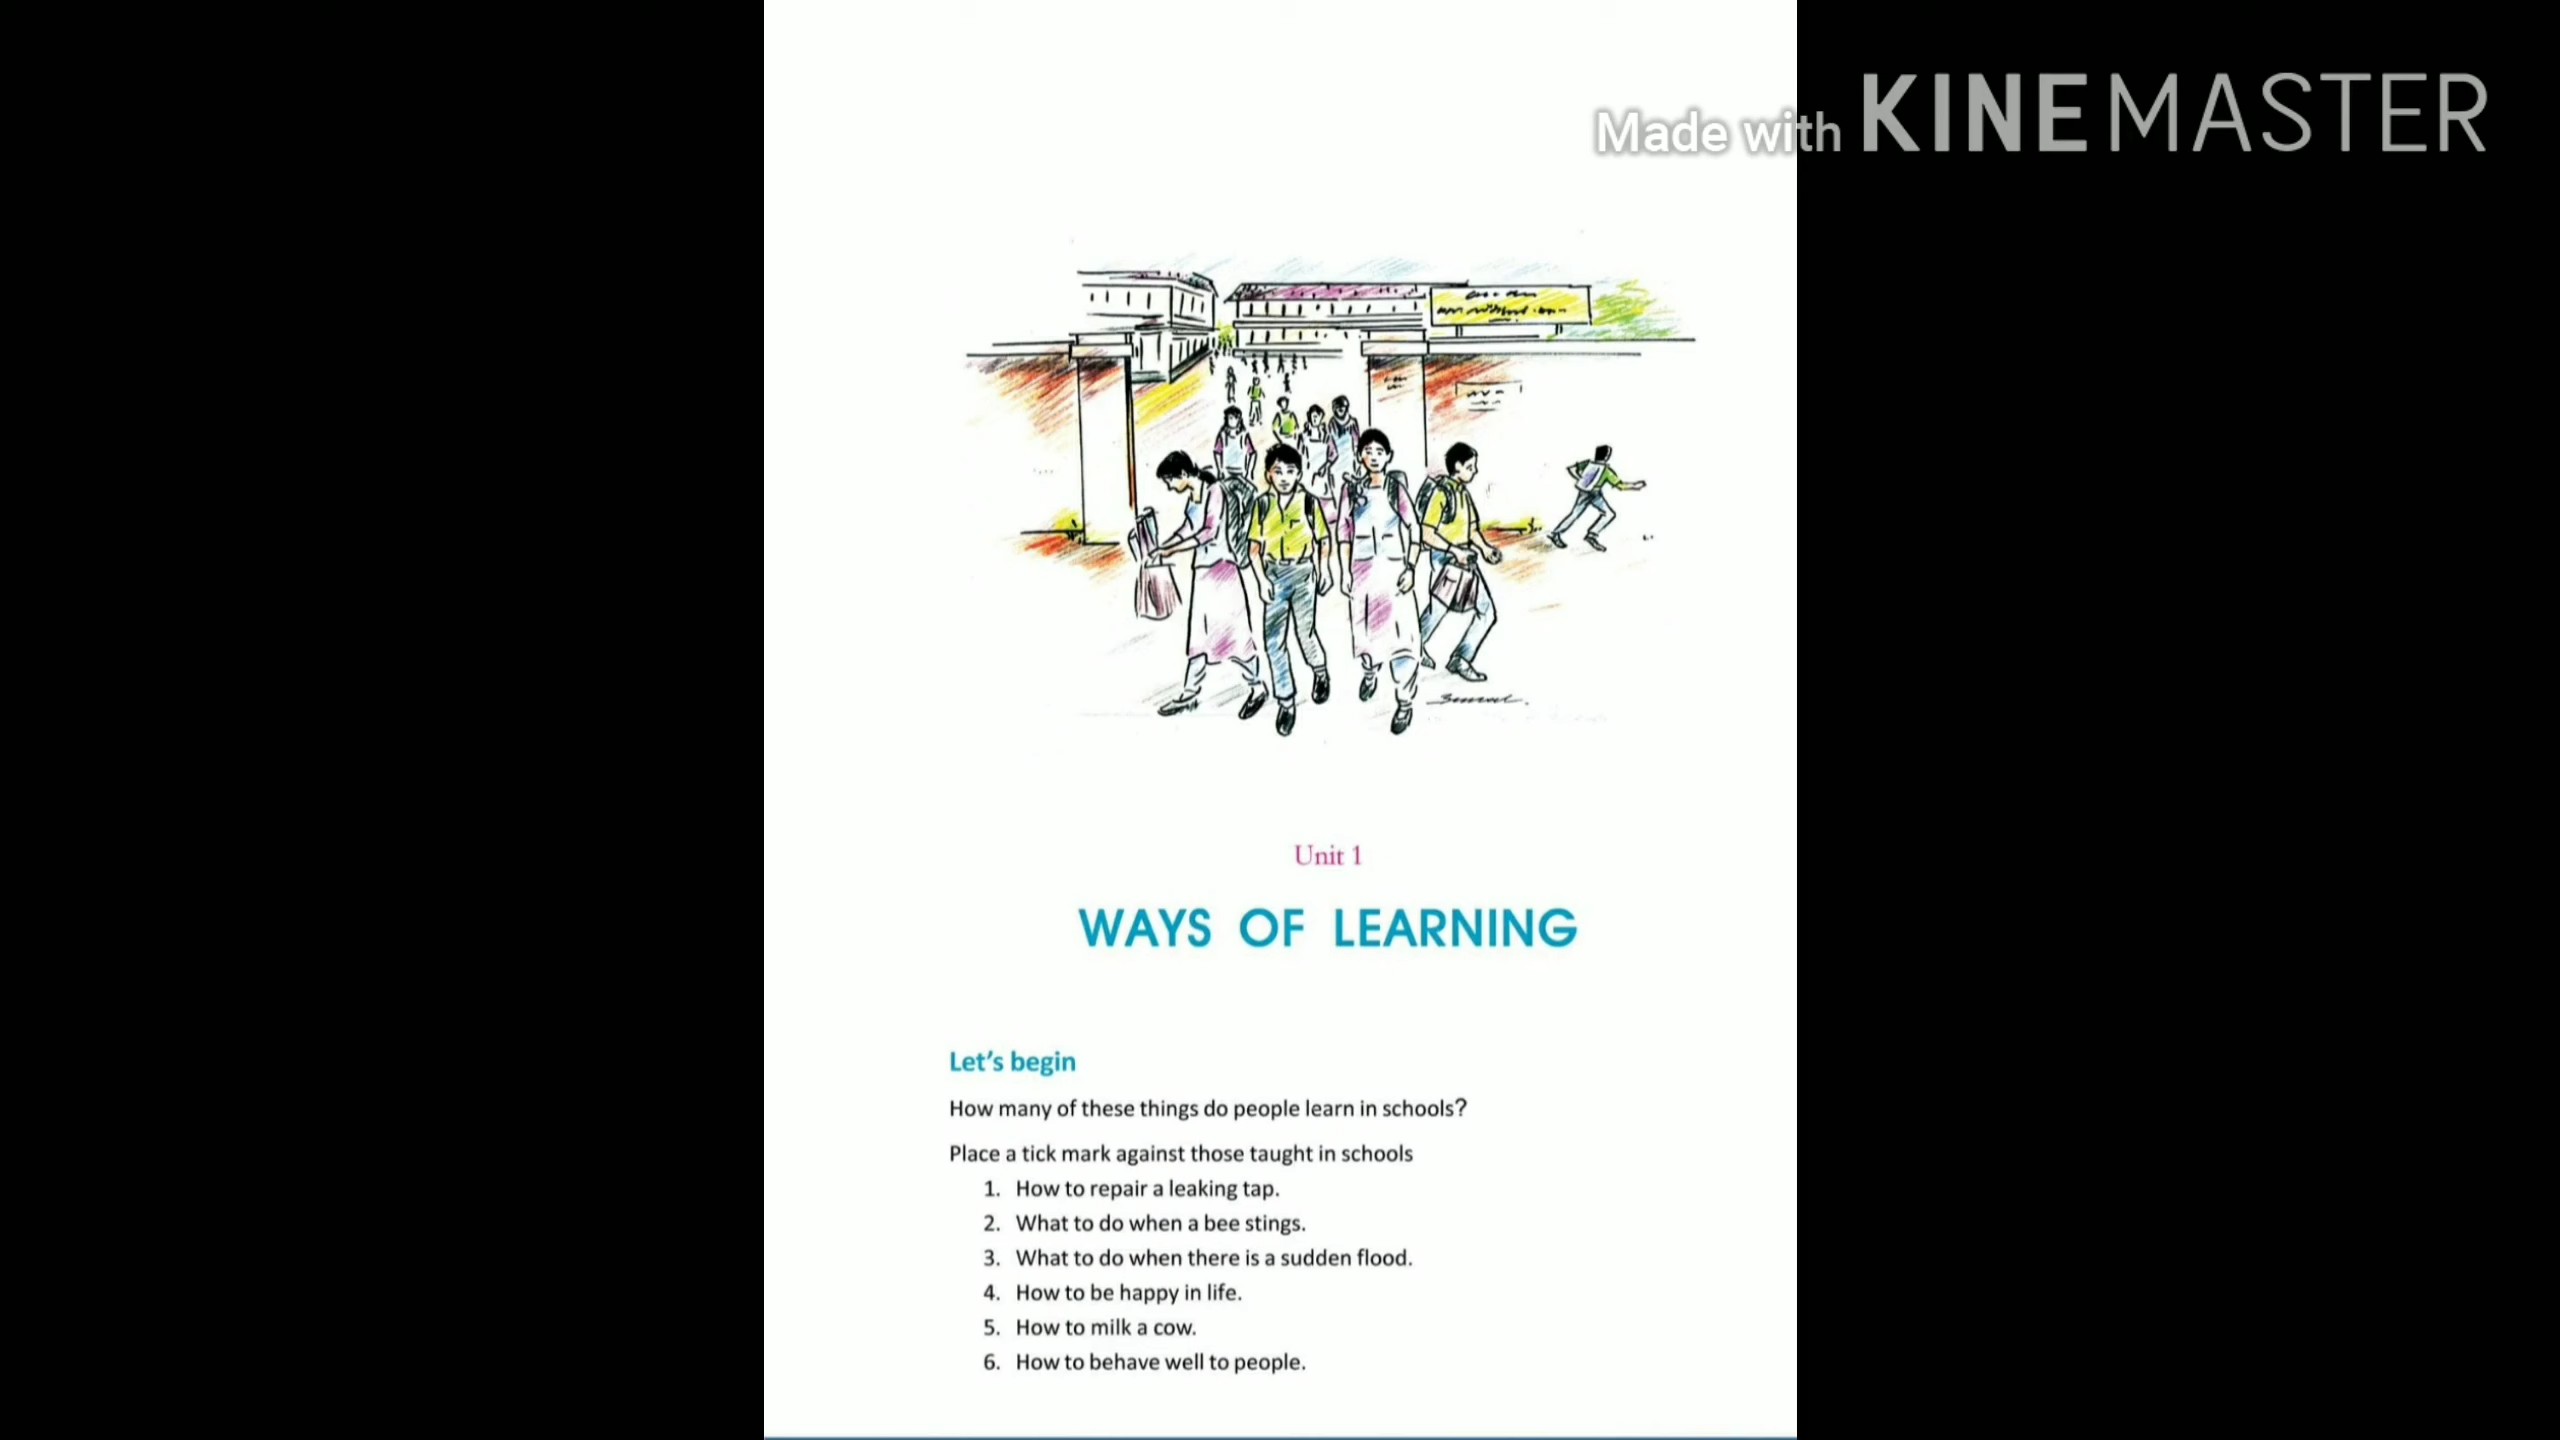 Made with KINEMASTER
Unit 1
WAYS OF LEARNING
Let's begin
How many of these things do people learn in schools?
Place a tick mark against those taught in schools
1. How to repair a leaking tap.
2. What to do when a bee stings.
3. What to do when there is a sudden flood.
4. How to be happy in life.
5. How to milk a cow.
6. How to behave well to people.